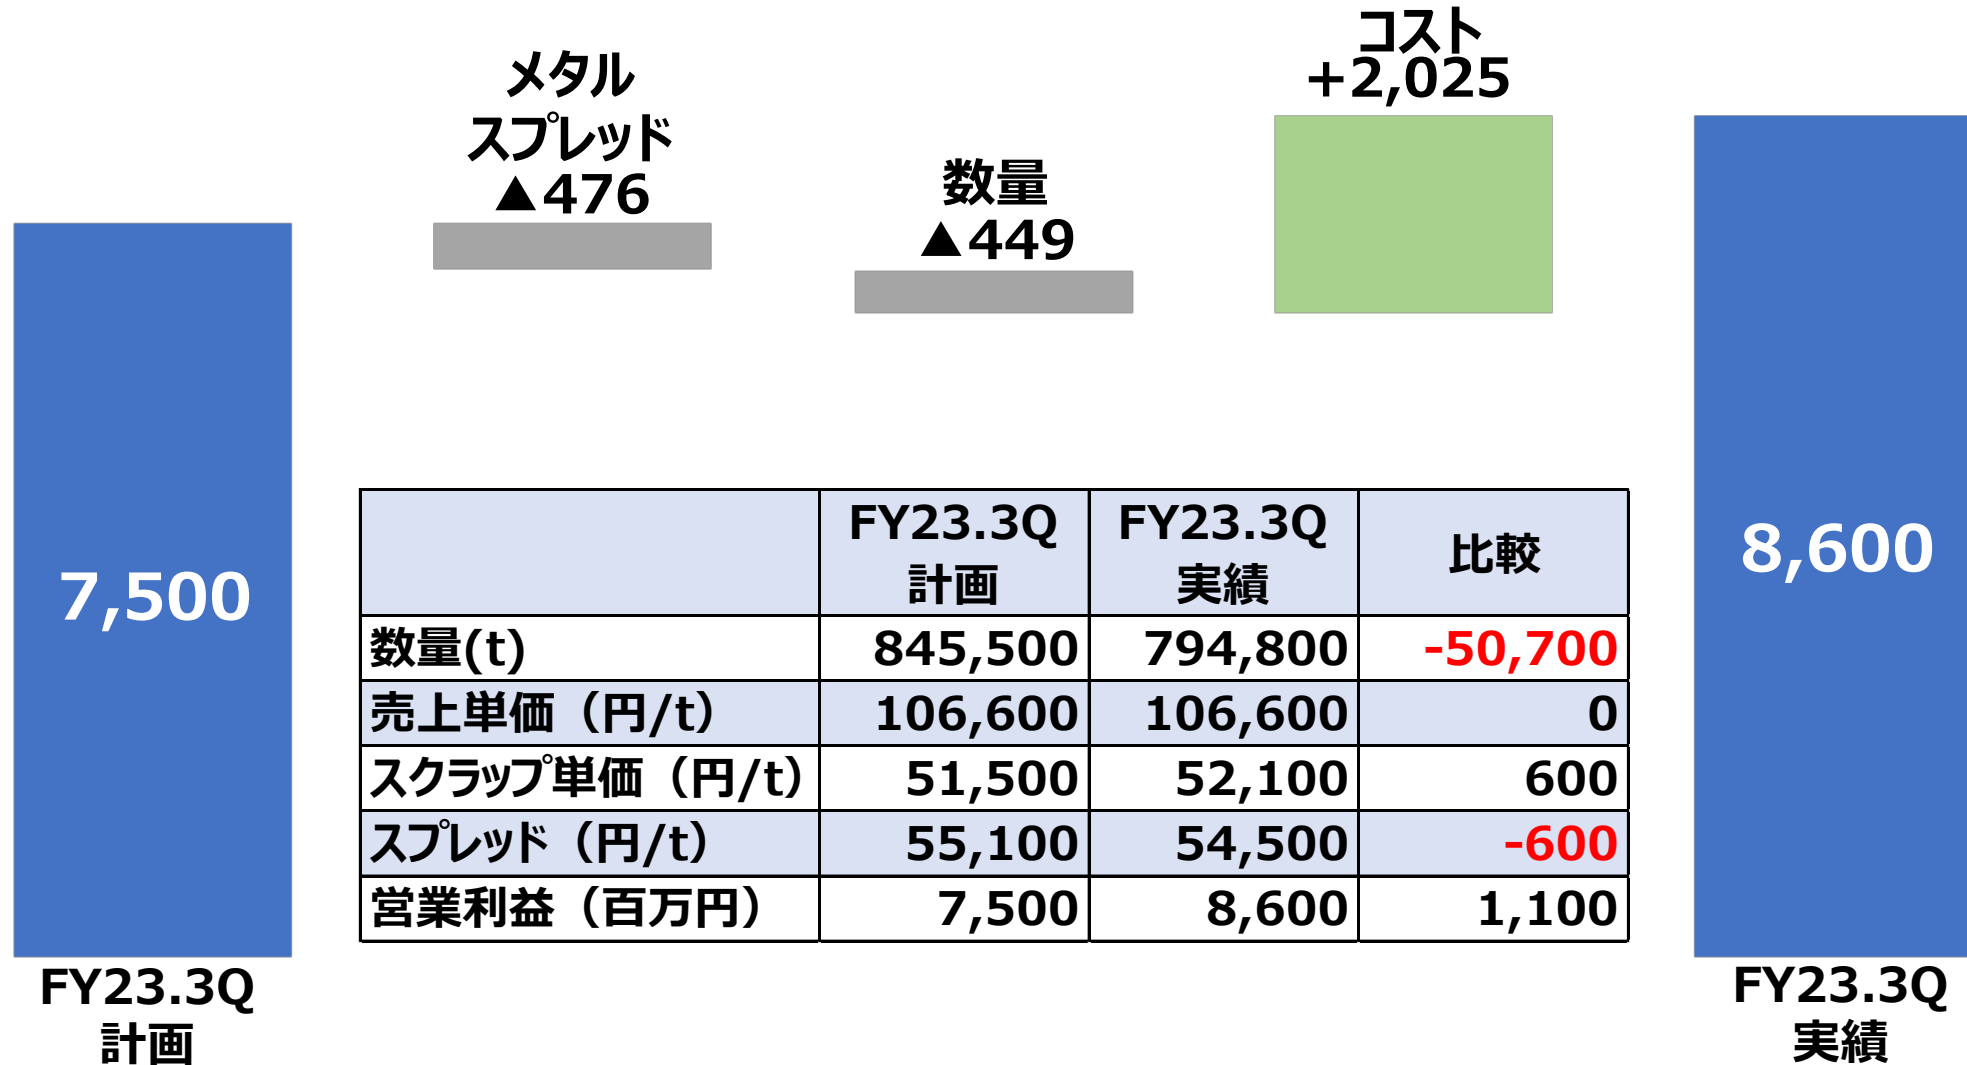 メタル
スプレッド
▲476
数量
▲449
コスト
+2,025
7,500
8,600
FY23.3Q
計画
FY23.3Q
実績
FY23.3Q 計画 FY23.3Q 実績 比較
数量(t) 845,500 794,800 -50,700
売上単価（円/t） 106,600 106,600 0
スクラップ単価（円/t） 51,500 52,100 600
スプレッド（円/t） 55,100 54,500 -600
営業利益（百万円） 7,500 8,600 1,100